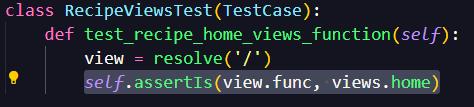 class RecipeViewsTest(TestCase):
    def test_recipe_home_views_function(self):
        view = resolve('/')
        self.assertIs(view.func, views.home)